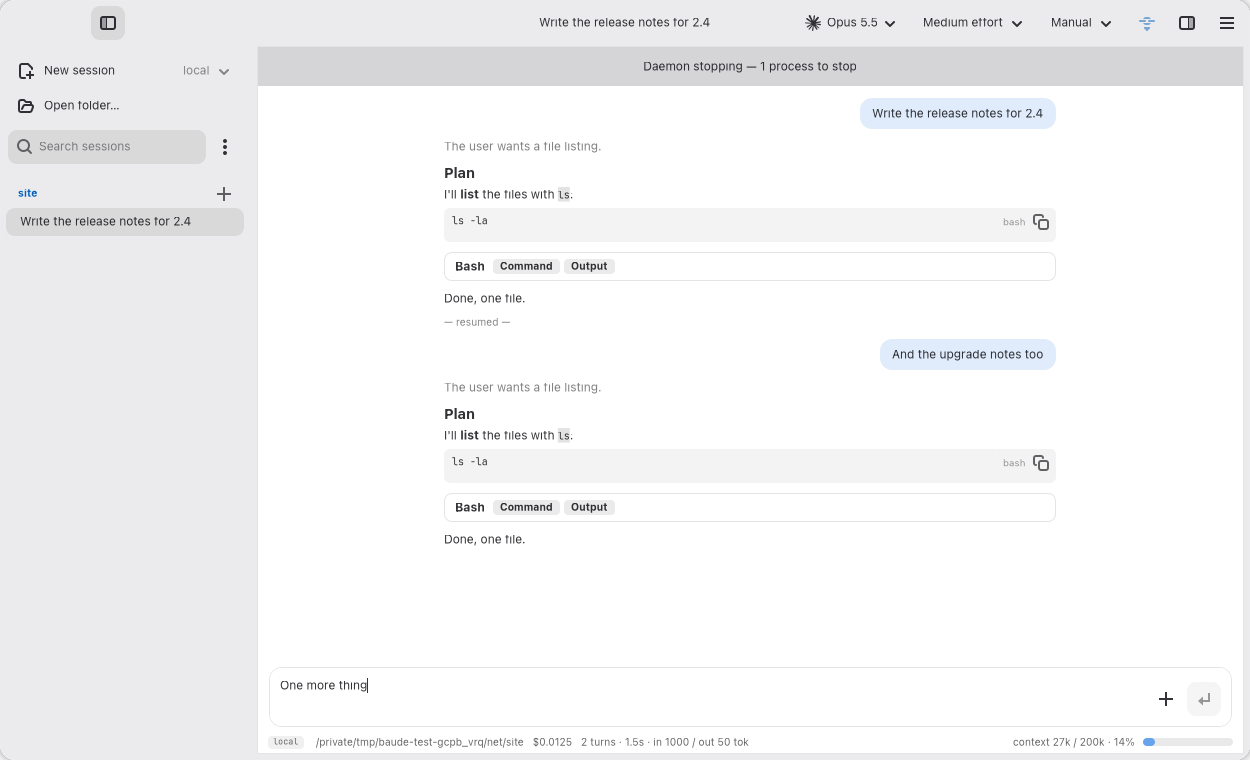 Write the release notes for 2.4
Opus 5.5
Medium effort
Manual
New session
local
Open folder...
Search sessions
site
Write the release notes for 2.4
Daemon stopping — 1 process to stop
Write the release notes for 2.4
The user wants a file listing.
Plan
I'll list the files with ls.
ls -la
bash
Bash Command Output
Done, one file.
— resumed —
And the upgrade notes too
The user wants a file listing.
Plan
I'll list the files with ls.
ls -la
bash
Bash Command Output
Done, one file.
One more thing
local /private/tmp/baude-test-gcpb_vrq/net/site $0.0125 2 turns · 1.5s · in 1000 / out 50 tok
context 27k / 200k · 14%